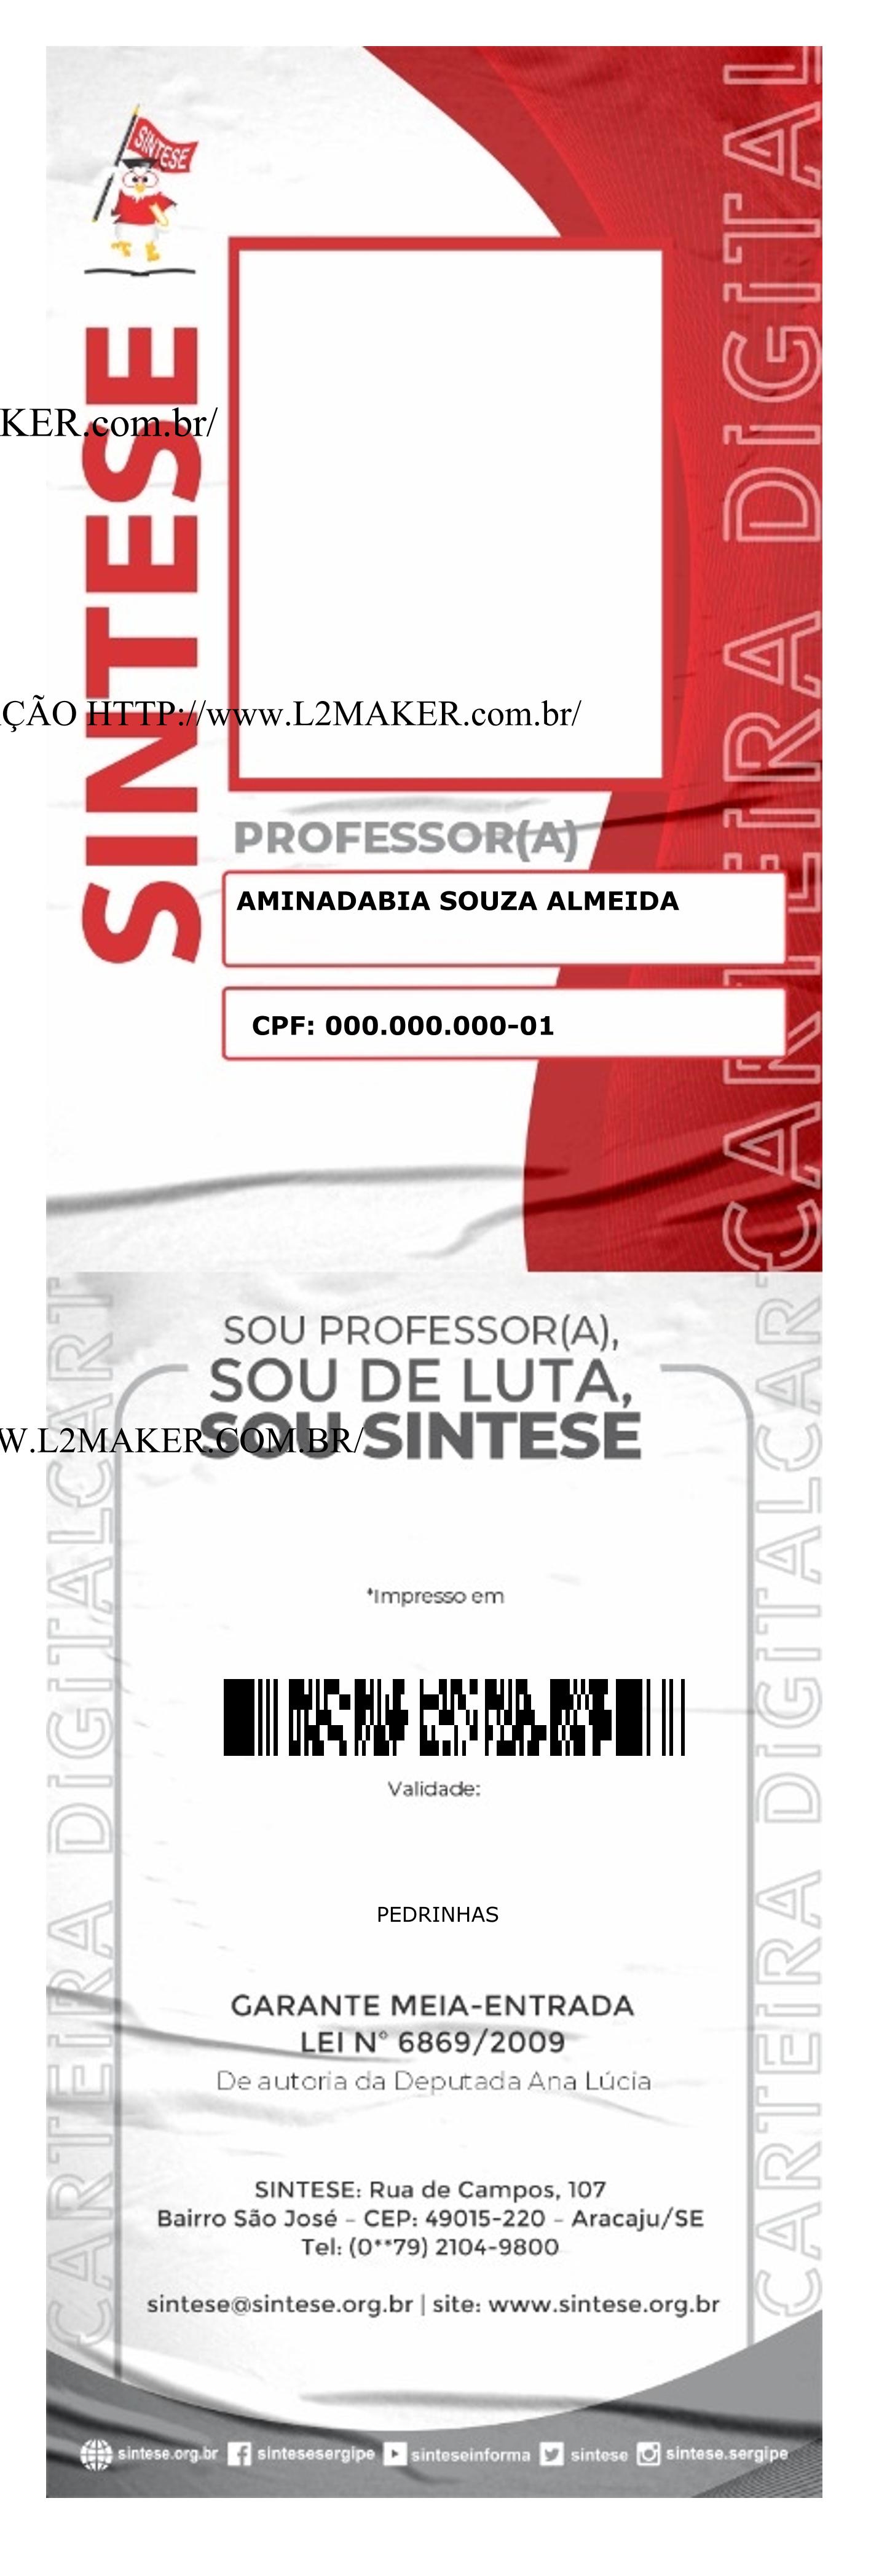 SINTESE
SINTESE
CARTEIRA DIGITAL
KER.com.br/
ÇÃO HTTP://www.L2MAKER.com.br/
PROFESSOR(A)
AMINADABIA SOUZA ALMEIDA
CPF: 000.000.000-01
SOU PROFESSOR(A),
SOU DE LUTA,
SOU SINTESE
W.L2MAKER.COM.BR/
CARTEIRA DIGITALCART
CARTEIRA DIGITALCART
*Impresso em
Validade:
PEDRINHAS
GARANTE MEIA-ENTRADA
LEI N° 6869/2009
De autoria da Deputada Ana Lúcia
SINTESE: Rua de Campos, 107
Bairro São José – CEP: 49015-220 – Aracaju/SE
Tel: (0**79) 2104-9800
sintese@sintese.org.br | site: www.sintese.org.br
sintese.org.br sintesesergipe sinteseinforma sintese sintese.sergipe